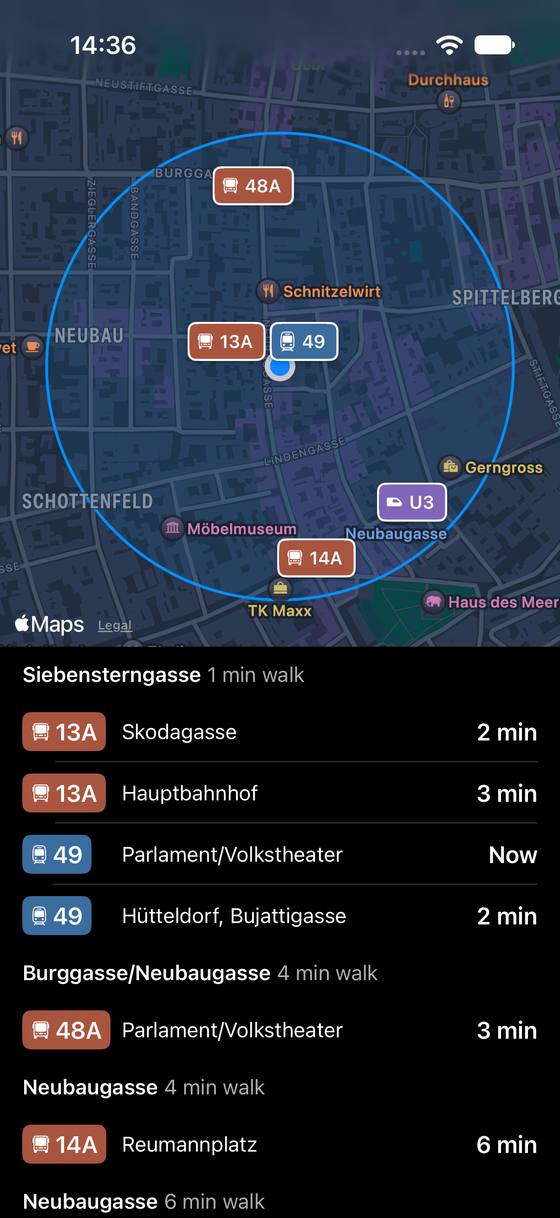 14:36
NEUSTIFTGASSE
Durchhaus
BURGGA
48A
ZIEGLERGASSE
BANDGASSE
Schnitzelwirt
SPITTELBERG
NEUBAU
13A
49
LINDENGASSE
Gerngross
SCHOTTENFELD
U3
Möbelmuseum
Neubaugasse
14A
Haus des Meer
TK Maxx
Maps Legal
Siebensterngasse 1 min walk
13A Skodagasse 2 min
13A Hauptbahnhof 3 min
49 Parlament/Volkstheater Now
49 Hütteldorf, Bujattigasse 2 min
Burggasse/Neubaugasse 4 min walk
48A Parlament/Volkstheater 3 min
Neubaugasse 4 min walk
14A Reumannplatz 6 min
Neubaugasse 6 min walk